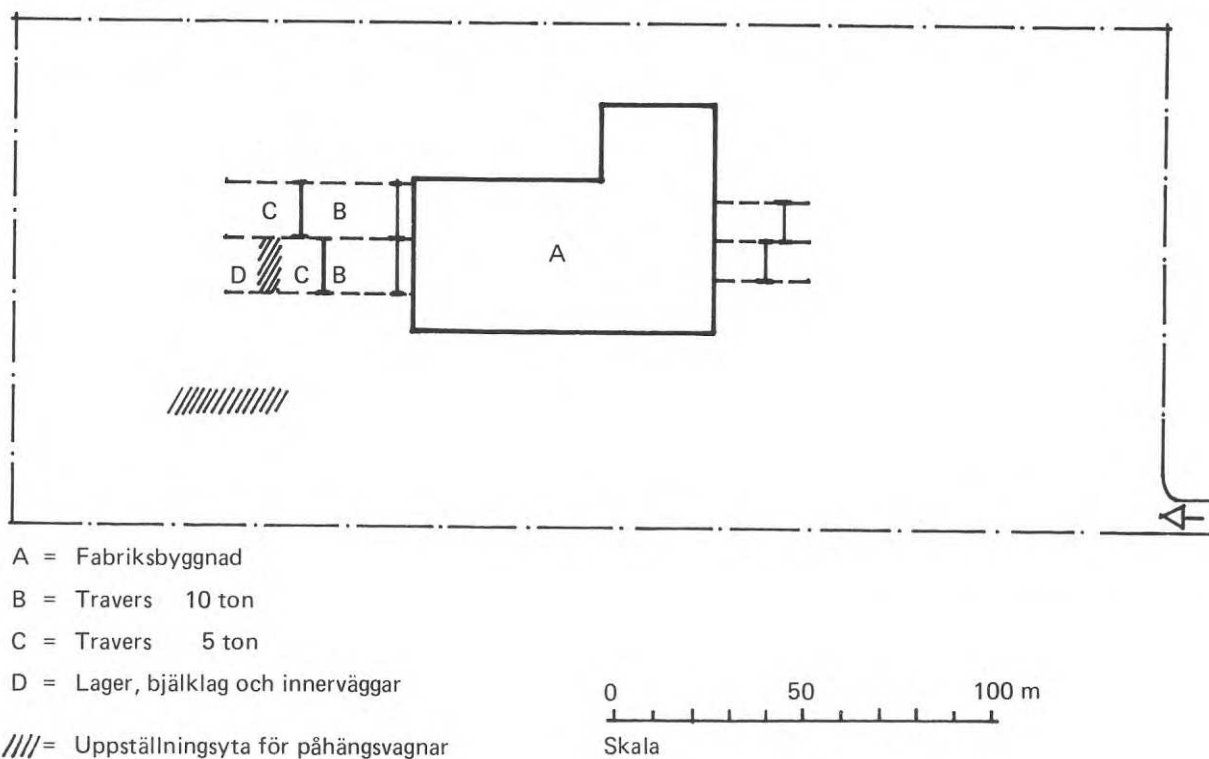 C B
A
D C B
A = Fabriksbyggnad
B = Travers 10 ton
C = Travers 5 ton
D = Lager, bjälklag och innerväggar
//// = Uppställningsyta för påhängsvagnar
0 50 100 m
Skala